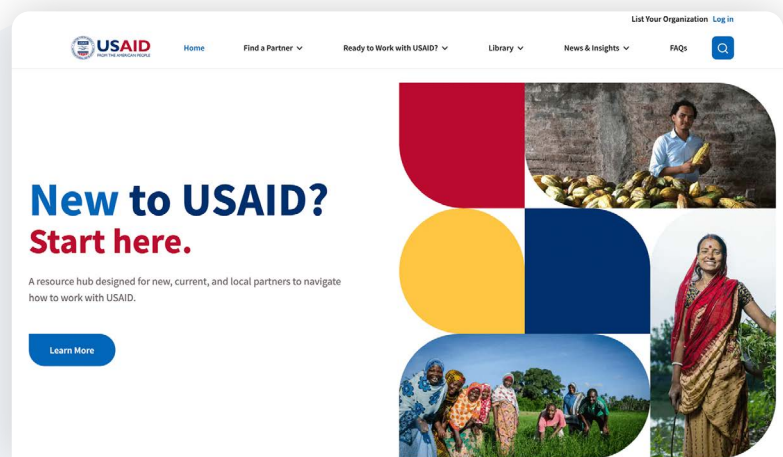 List Your Organization Log in
USAID
FROM THE AMERICAN PEOPLE
Home
Find a Partner
Ready to Work with USAID?
Library
News & Insights
FAQs
New to USAID?
Start here.
A resource hub designed for new, current, and local partners to navigate
how to work with USAID.
Learn More